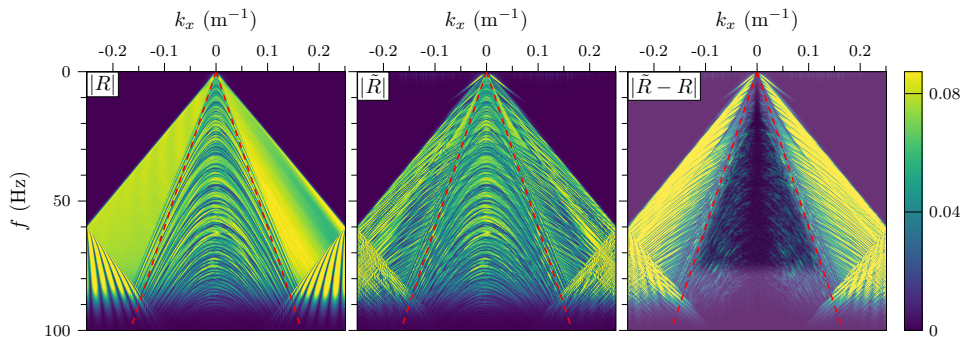 k_x (m⁻¹) k_x (m⁻¹) k_x (m⁻¹)
-0.2 -0.1 0 0.1 0.2 -0.2 -0.1 0 0.1 0.2 -0.2 -0.1 0 0.1 0.2
0
|R| |R̃| |R̃ − R|
0.08
50
0.04
f (Hz)
100
0